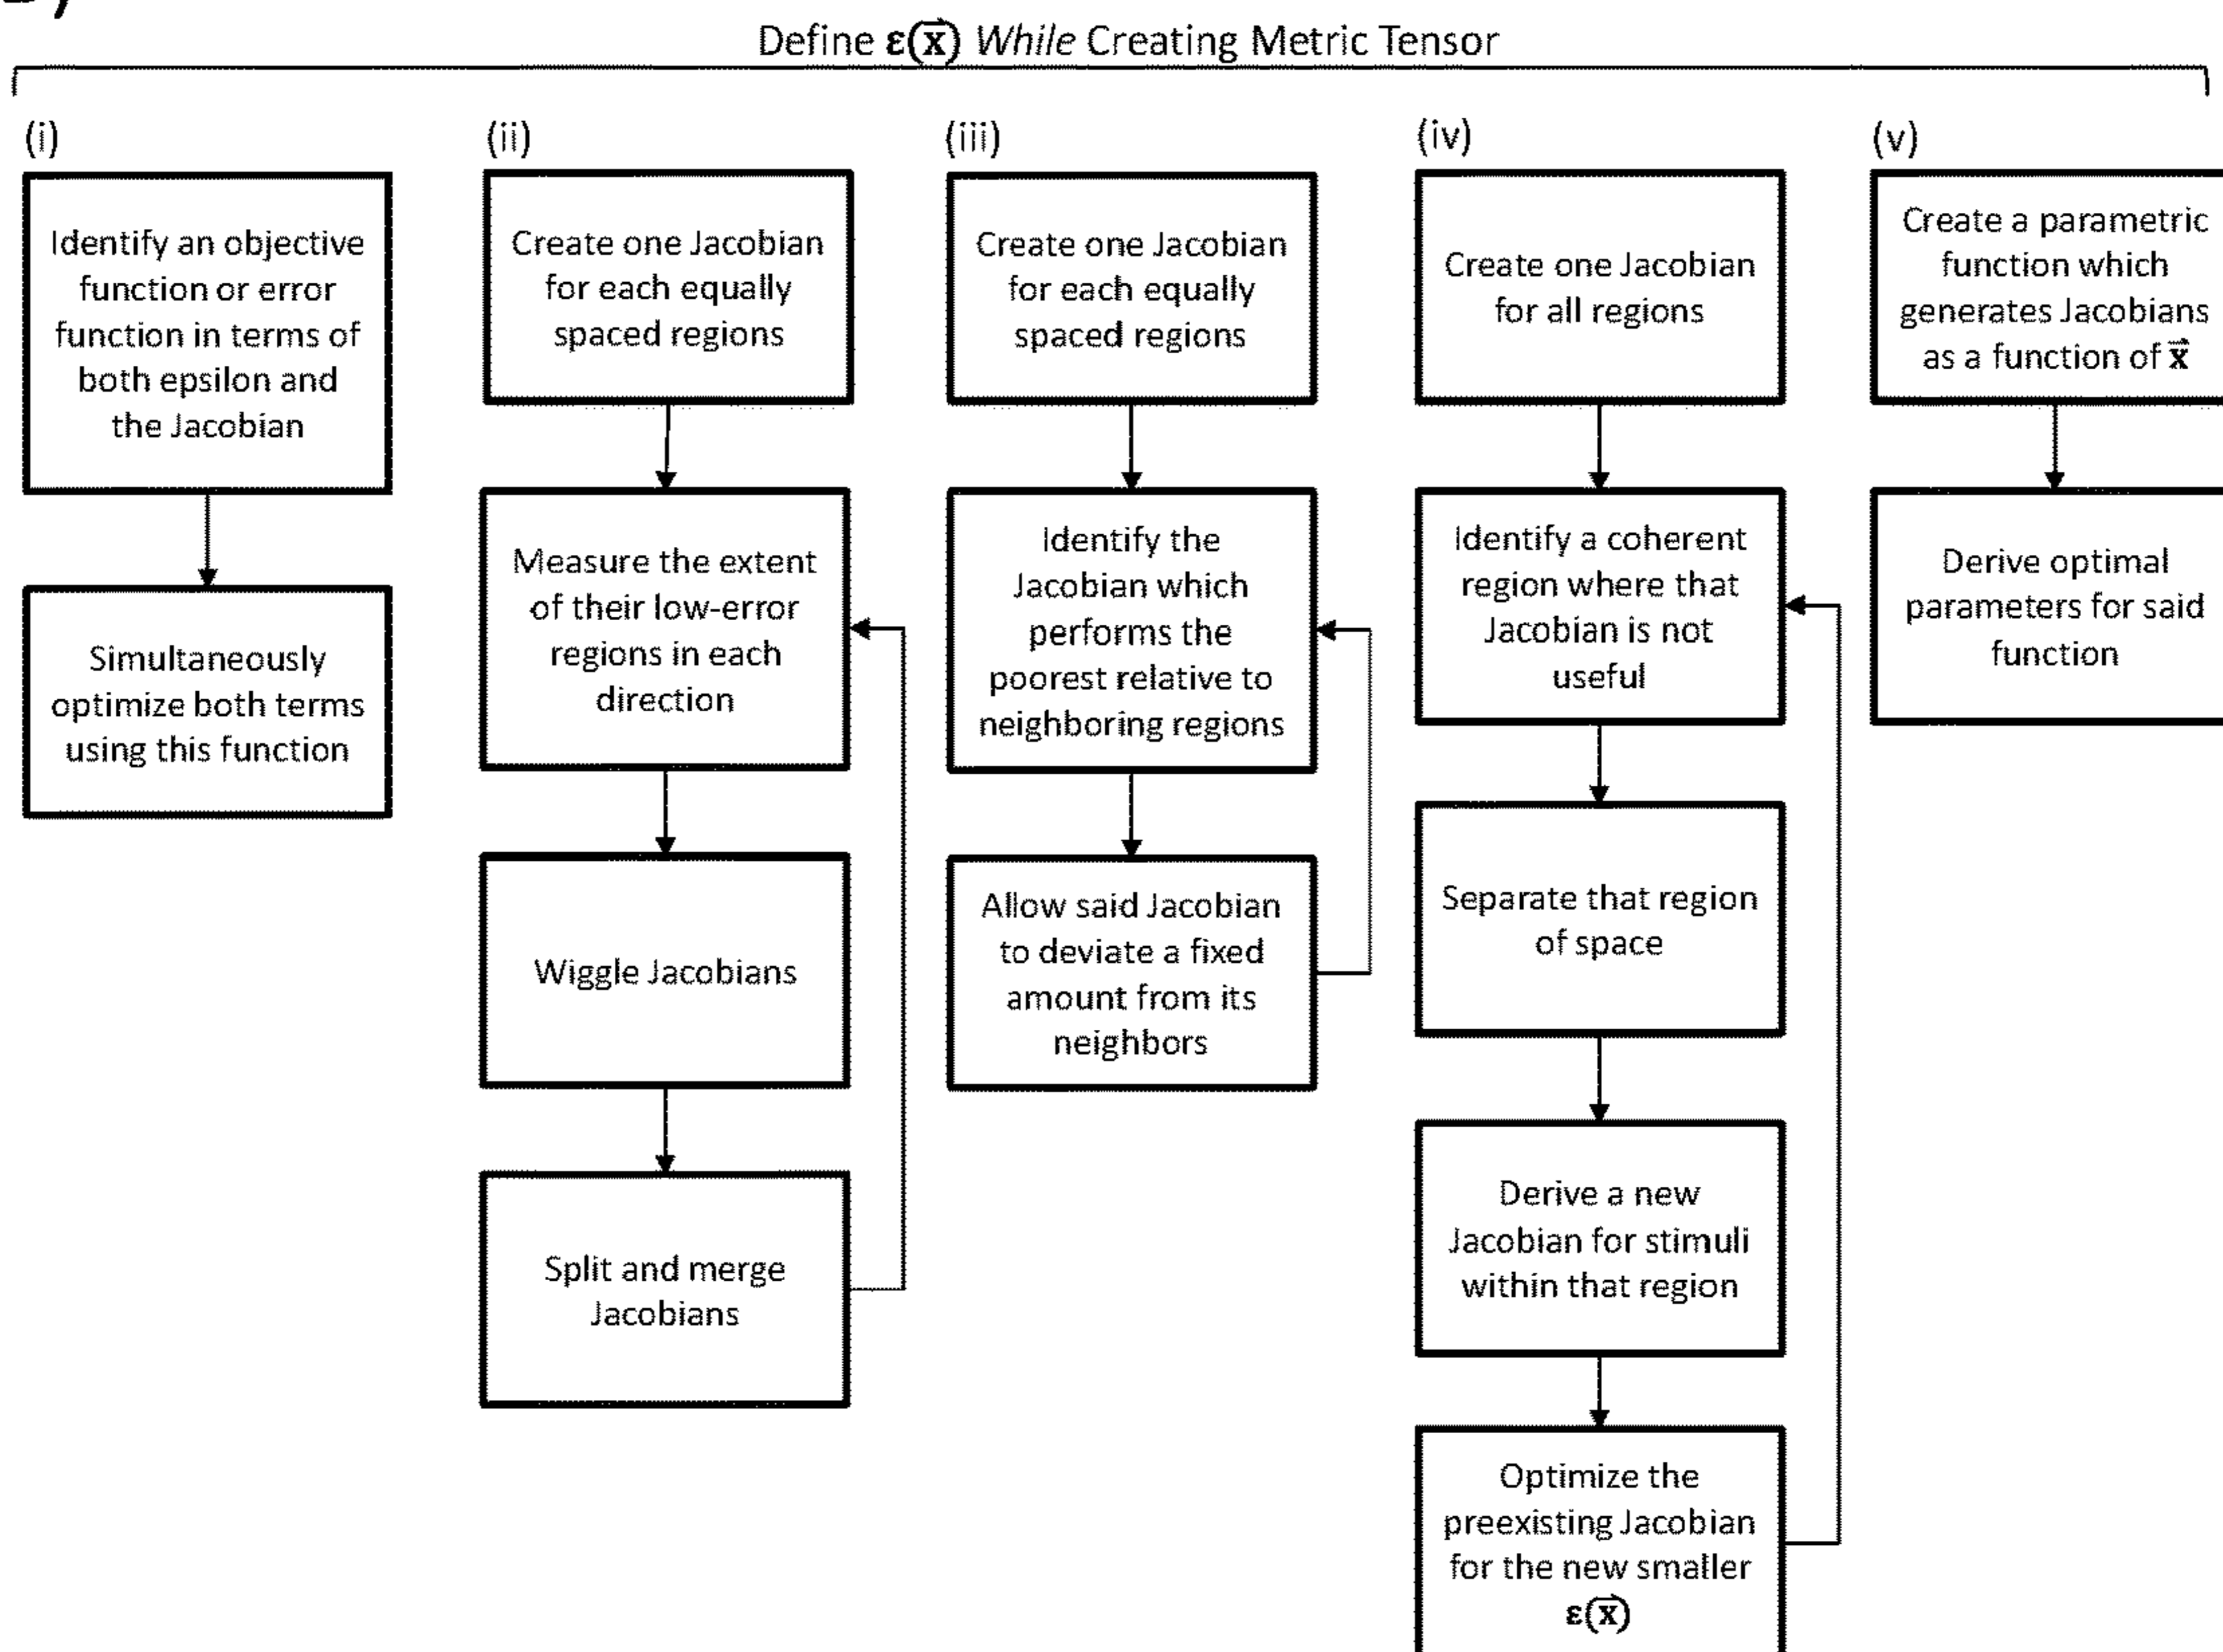 Define ε(x⃗) While Creating Metric Tensor
(i)
Identify an objective
function or error
function in terms of
both epsilon and
the Jacobian
Simultaneously
optimize both terms
using this function
(ii)
Create one Jacobian
for each equally
spaced regions
Measure the extent
of their low-error
regions in each
direction
Wiggle Jacobians
Split and merge
Jacobians
(iii)
Create one Jacobian
for each equally
spaced regions
Identify the
Jacobian which
performs the
poorest relative to
neighboring regions
Allow said Jacobian
to deviate a fixed
amount from its
neighbors
(iv)
Create one Jacobian
for all regions
Identify a coherent
region where that
Jacobian is not
useful
Separate that region
of space
Derive a new
Jacobian for stimuli
within that region
Optimize the
preexisting Jacobian
for the new smaller
ε(x⃗)
(v)
Create a parametric
function which
generates Jacobians
as a function of x⃗
Derive optimal
parameters for said
function